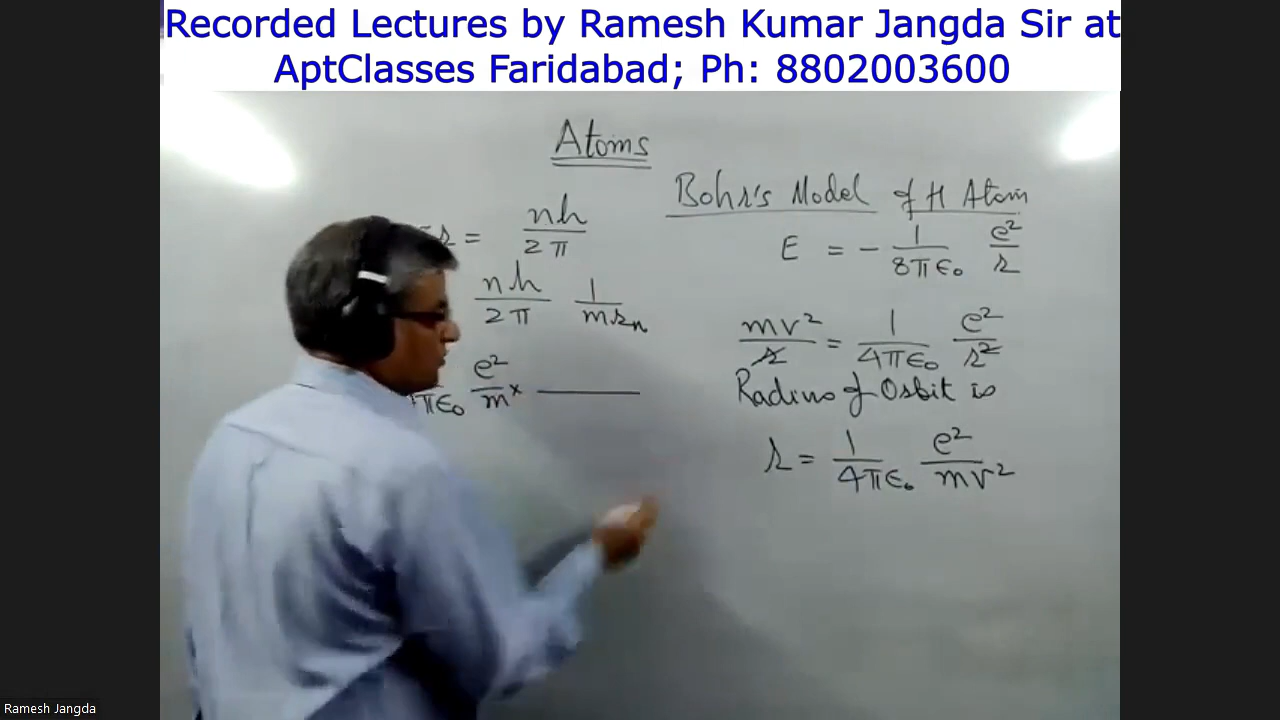 Recorded Lectures by Ramesh Kumar Jangda Sir at
AptClasses Faridabad; Ph: 8802003600
Atoms
r = nh/2π
nh/2π 1/mrₙ
πε₀ e²/m ×
Bohr's Model of H Atom
E = - 1/8πε₀ e²/r
mv²/r = 1/4πε₀ e²/r²
Radius of Orbit is
r = 1/4πε₀ e²/mv²
Ramesh Jangda